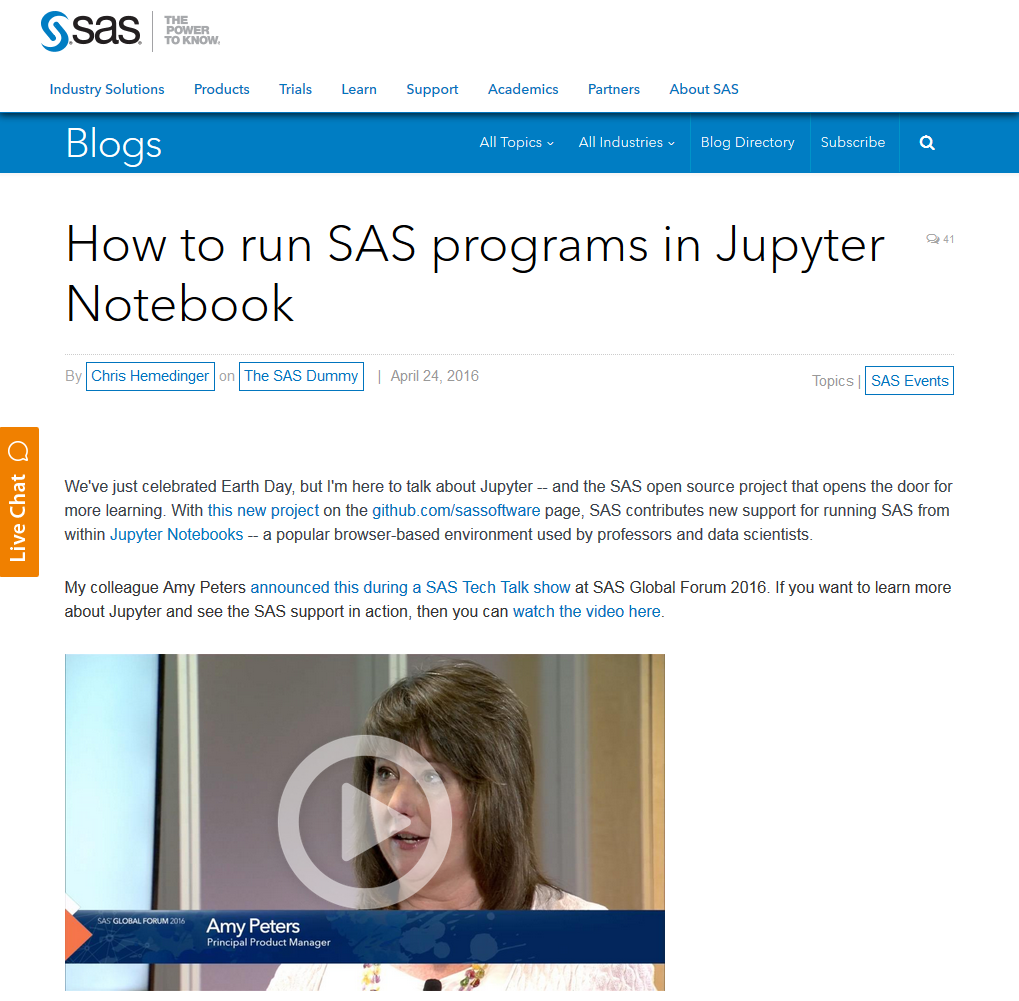 sas
THE
POWER
TO KNOW.
Industry Solutions Products Trials Learn Support Academics Partners About SAS
Blogs All Topics All Industries Blog Directory Subscribe
How to run SAS programs in Jupyter
Notebook
41
By Chris Hemedinger on The SAS Dummy | April 24, 2016
Topics | SAS Events
Live Chat
We've just celebrated Earth Day, but I'm here to talk about Jupyter -- and the SAS open source project that opens the door for
more learning. With this new project on the github.com/sassoftware page, SAS contributes new support for running SAS from
within Jupyter Notebooks -- a popular browser-based environment used by professors and data scientists.
My colleague Amy Peters announced this during a SAS Tech Talk show at SAS Global Forum 2016. If you want to learn more
about Jupyter and see the SAS support in action, then you can watch the video here.
SAS® GLOBAL FORUM 2016
Amy Peters
Principal Product Manager